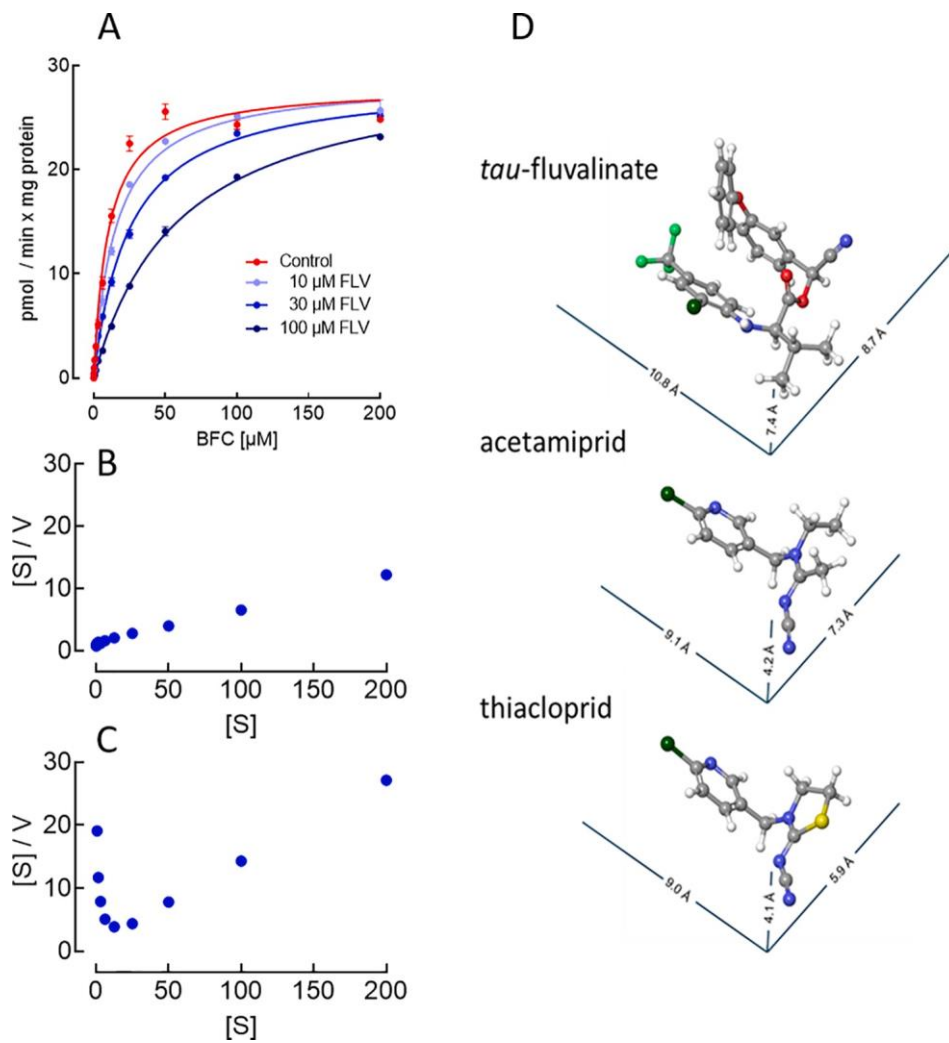 A
30
20
10
0
pmol / min x mg protein
Control
10 µM FLV
30 µM FLV
100 µM FLV
0 50 100 150 200
BFC [µM]
B
30
20
10
0
[S] / V
0 50 100 150 200
[S]
C
30
20
10
0
[S] / V
0 50 100 150 200
[S]
D
tau-fluvalinate
10.8 Å
7.4 Å
8.7 Å
acetamiprid
9.1 Å
4.2 Å
7.3 Å
thiacloprid
9.0 Å
4.1 Å
5.9 Å